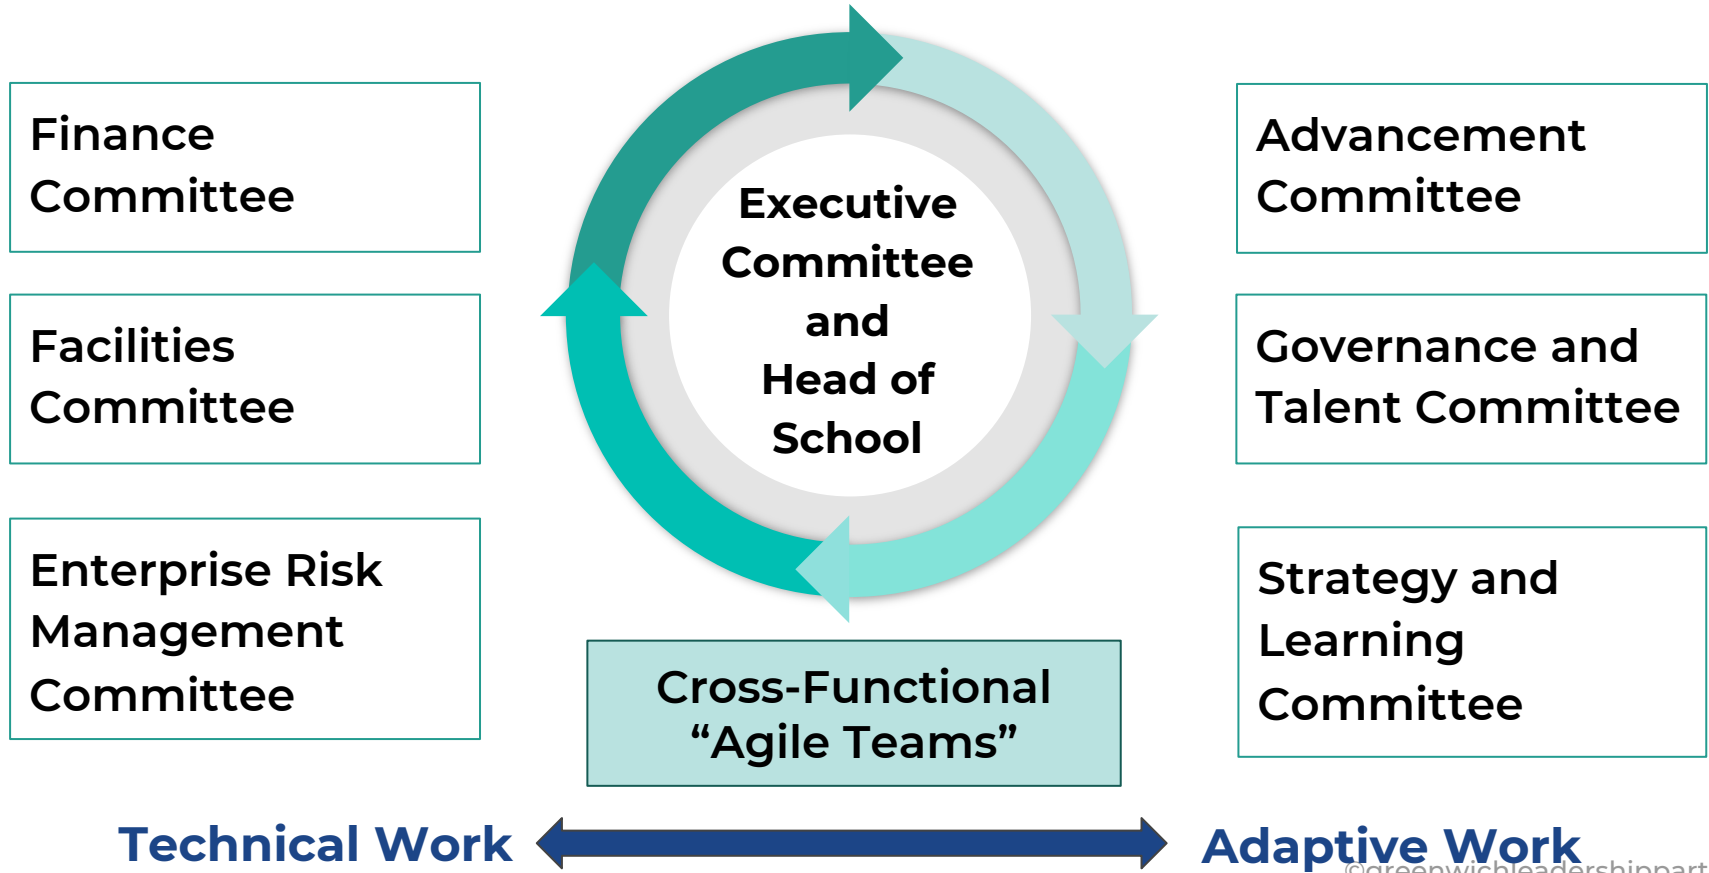 Finance
Committee
Facilities
Committee
Enterprise Risk
Management
Committee
Executive
Committee
and
Head of
School
Cross-Functional
“Agile Teams”
Advancement
Committee
Governance and
Talent Committee
Strategy and
Learning
Committee
Technical Work
Adaptive Work
©greenwichleadershippart